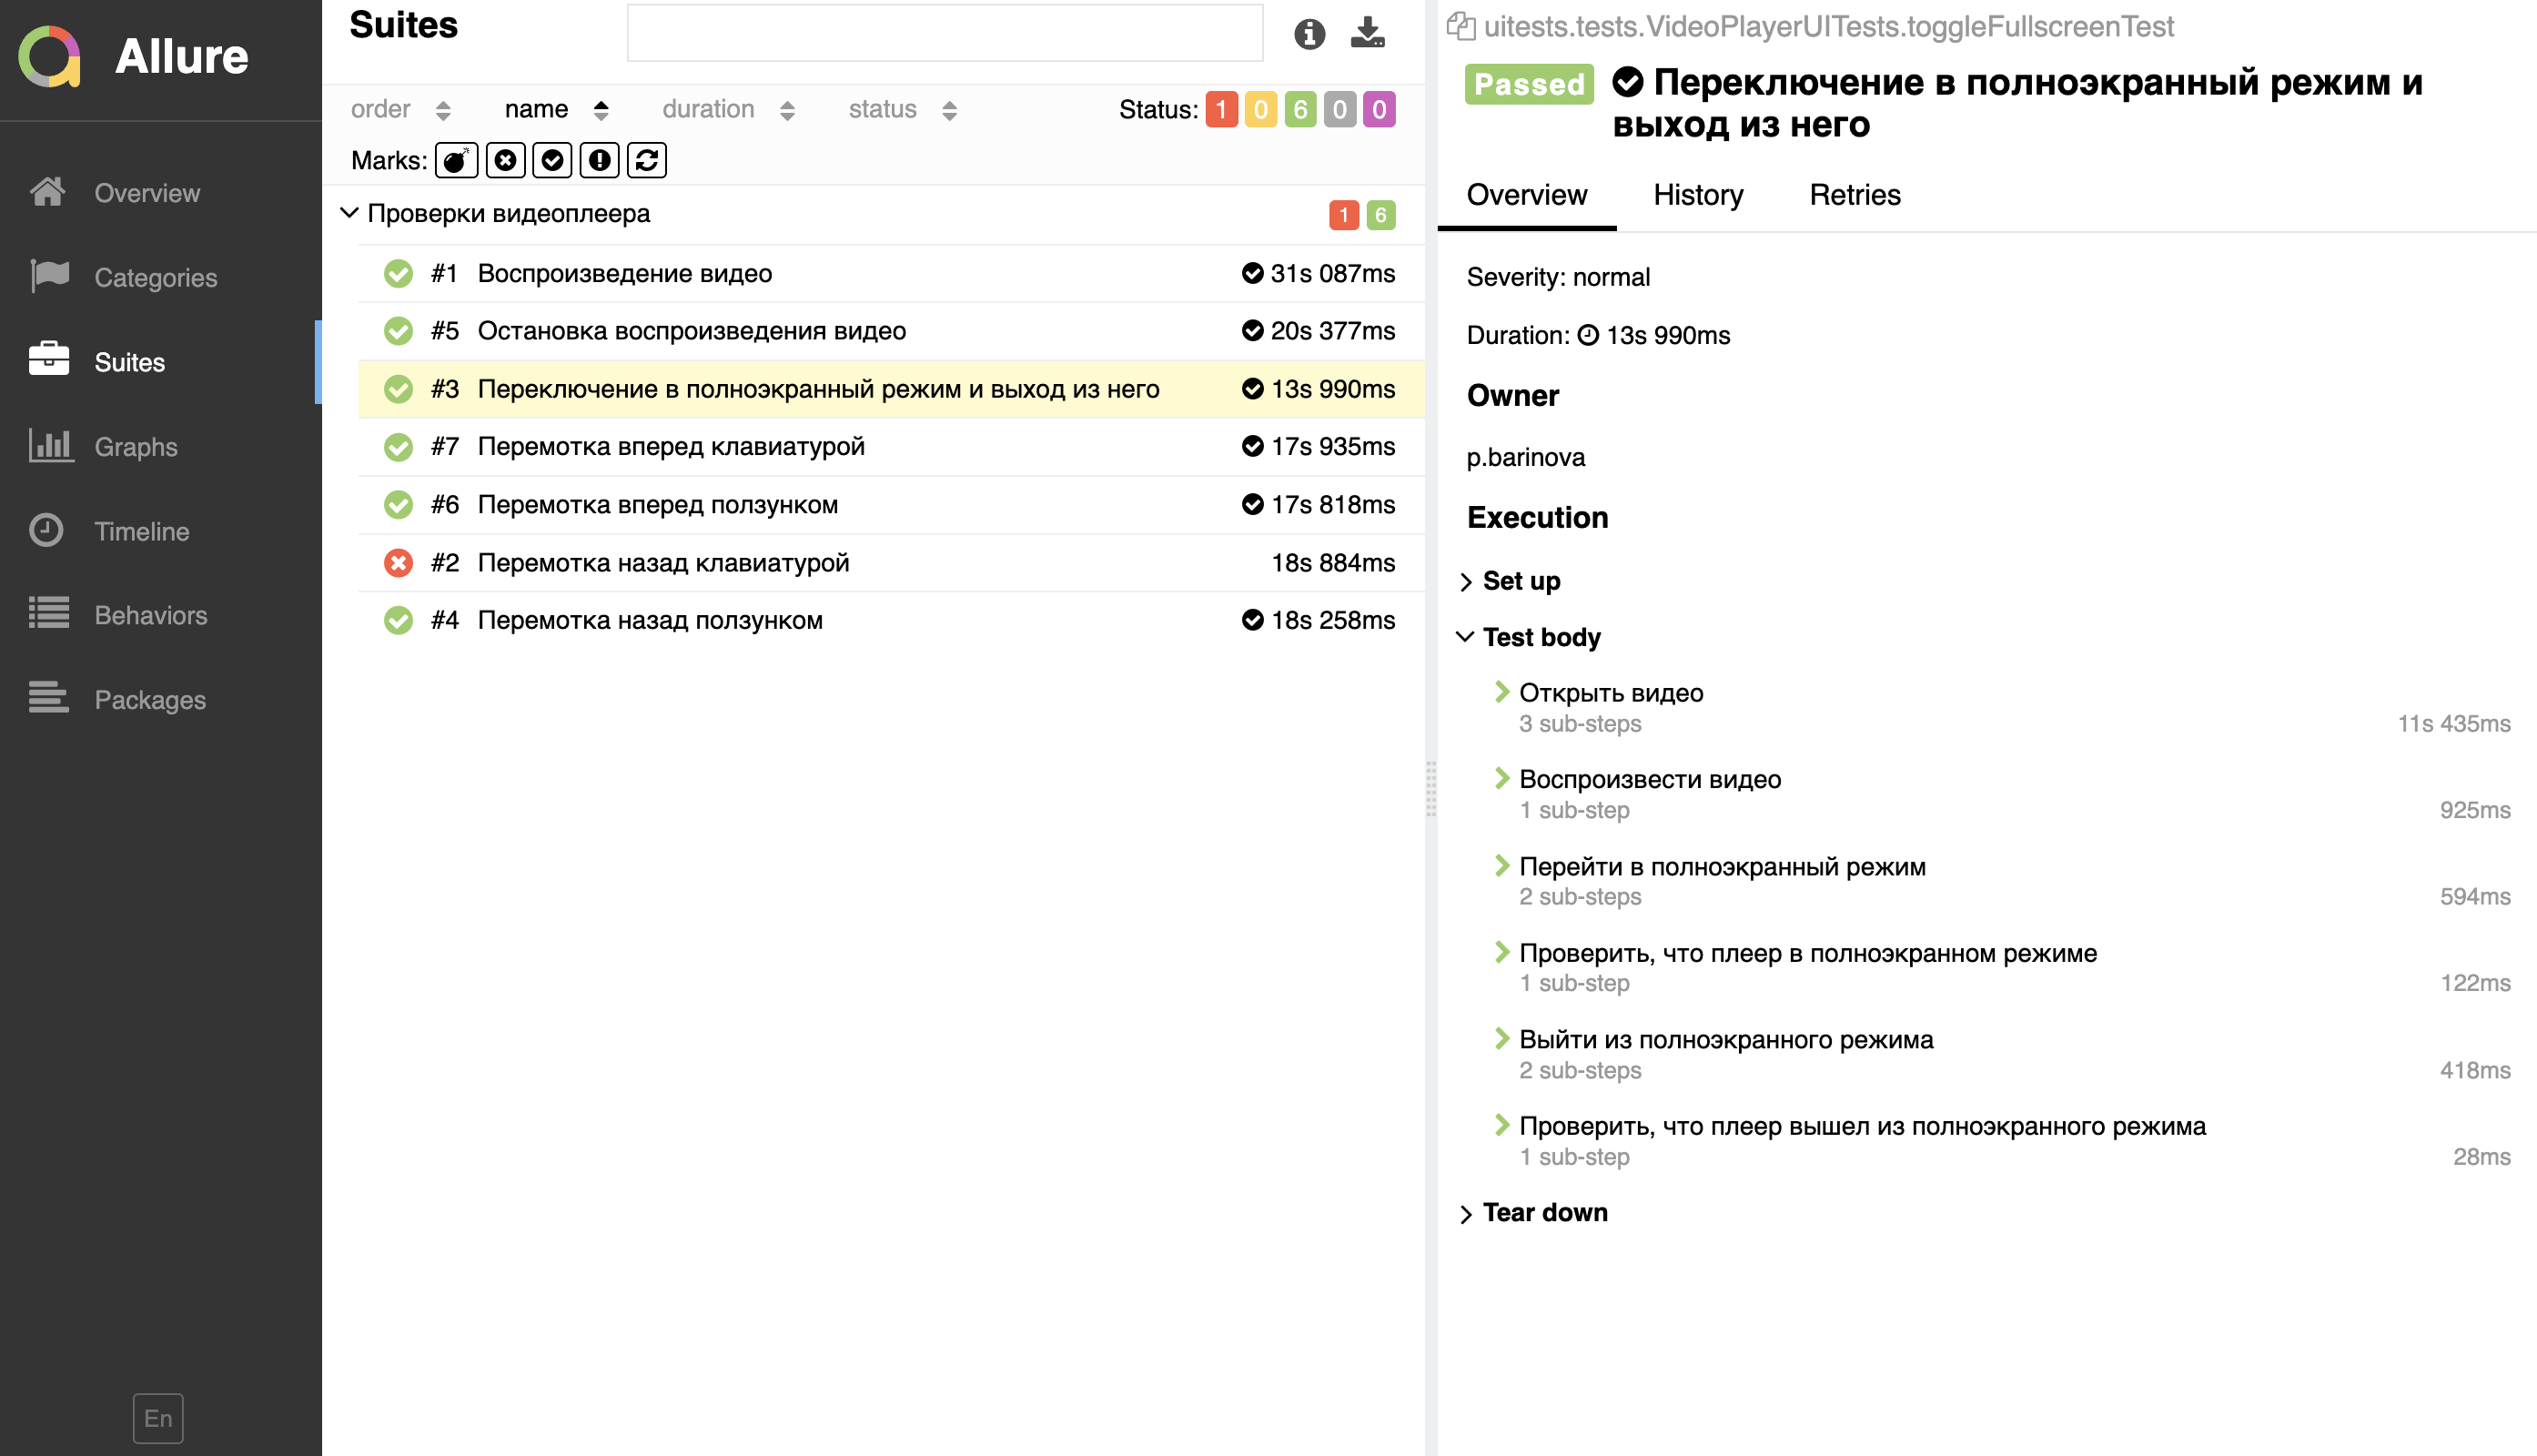 Allure
Overview
Categories
Suites
Graphs
Timeline
Behaviors
Packages
En
Suites
order name duration status Status: 1 0 6 0 0
Marks:
Проверки видеоплеера 1 6
#1 Воспроизведение видео 31s 087ms
#5 Остановка воспроизведения видео 20s 377ms
#3 Переключение в полноэкранный режим и выход из него 13s 990ms
#7 Перемотка вперед клавиатурой 17s 935ms
#6 Перемотка вперед ползунком 17s 818ms
#2 Перемотка назад клавиатурой 18s 884ms
#4 Перемотка назад ползунком 18s 258ms
uitests.tests.VideoPlayerUITests.toggleFullscreenTest
Passed Переключение в полноэкранный режим и
выход из него
Overview History Retries
Severity: normal
Duration: 13s 990ms
Owner
p.barinova
Execution
Set up
Test body
Открыть видео
3 sub-steps 11s 435ms
Воспроизвести видео
1 sub-step 925ms
Перейти в полноэкранный режим
2 sub-steps 594ms
Проверить, что плеер в полноэкранном режиме
1 sub-step 122ms
Выйти из полноэкранного режима
2 sub-steps 418ms
Проверить, что плеер вышел из полноэкранного режима
1 sub-step 28ms
Tear down